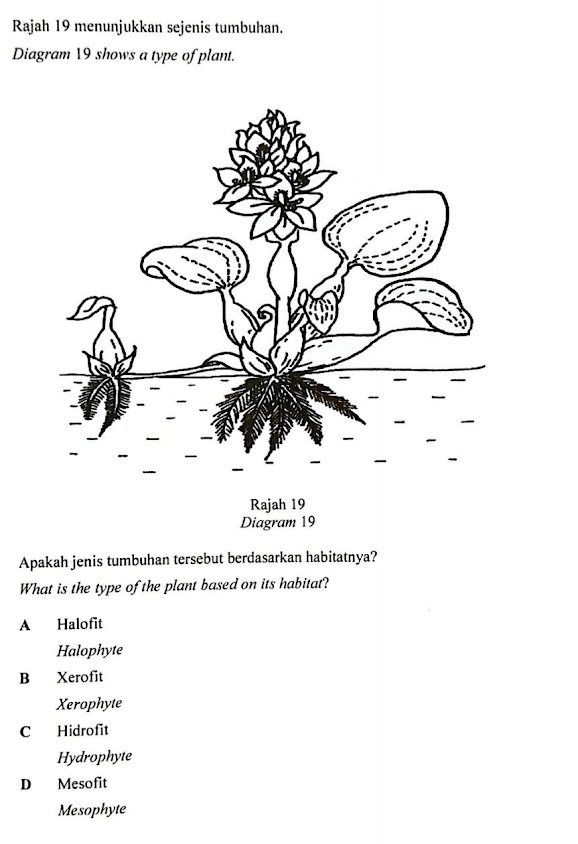 Rajah 19 menunjukkan sejenis tumbuhan.
Diagram 19 shows a type of plant.
Rajah 19
Diagram 19
Apakah jenis tumbuhan tersebut berdasarkan habitatnya?
What is the type of the plant based on its habitat?
A Halofit
Halophyte
B Xerofit
Xerophyte
C Hidrofit
Hydrophyte
D Mesofit
Mesophyte